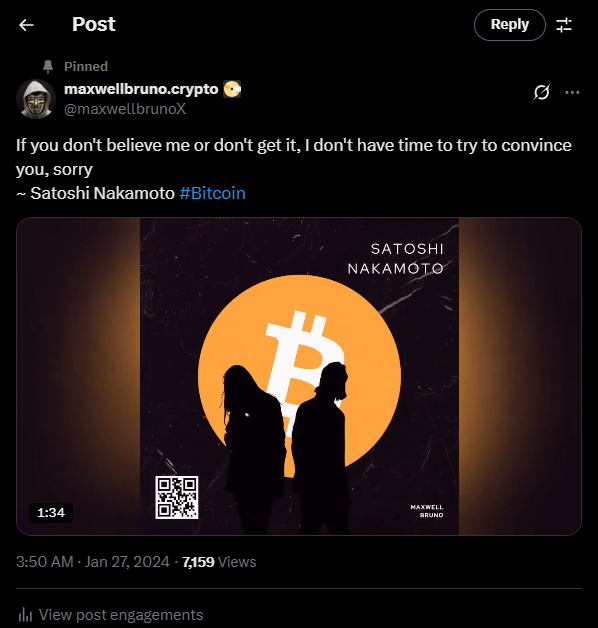 Post
Reply
Pinned
maxwellbruno.crypto
@maxwellbrunoX
If you don't believe me or don't get it, I don't have time to try to convince
you, sorry
~ Satoshi Nakamoto #Bitcoin
SATOSHI
NAKAMOTO
MAXWELL
BRUNO
1:34
3:50 AM · Jan 27, 2024 · 7,159 Views
View post engagements